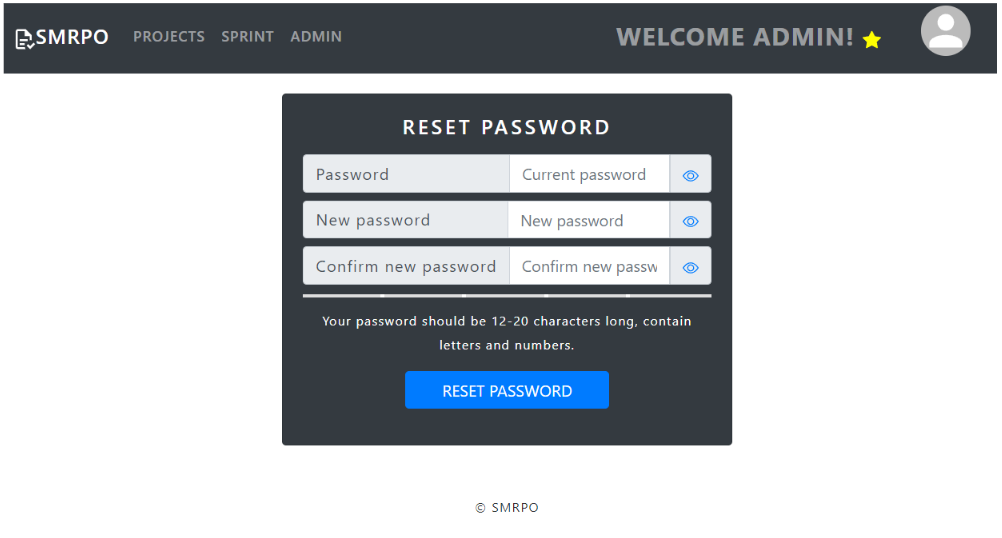 SMRPO PROJECTS SPRINT ADMIN WELCOME ADMIN!
RESET PASSWORD
Password Current password
New password New password
Confirm new password Confirm new passw
Your password should be 12-20 characters long, contain
letters and numbers.
RESET PASSWORD
© SMRPO